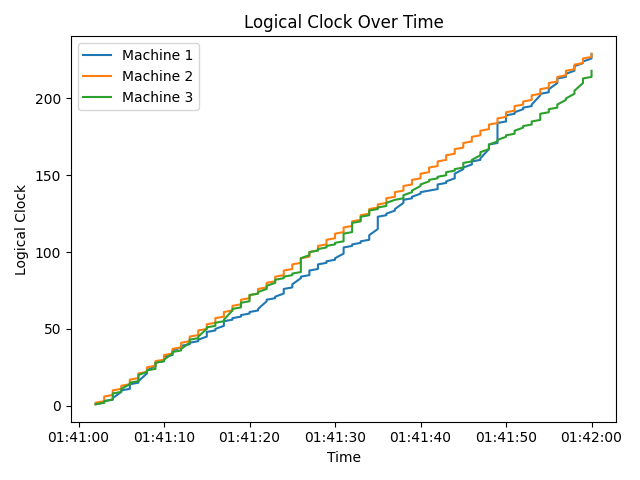 Logical Clock Over Time
Machine 1
Machine 2
Machine 3
Logical Clock
200
150
100
50
0
01:41:00 01:41:10 01:41:20 01:41:30 01:41:40 01:41:50 01:42:00
Time